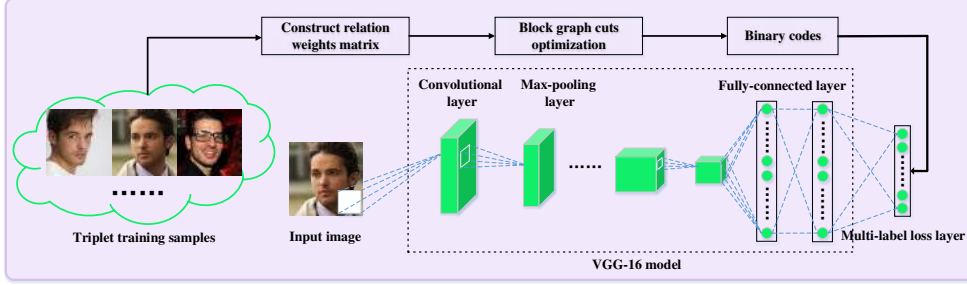 Construct relation
weights matrix
Block graph cuts
optimization
Binary codes
Convolutional
layer
Max-pooling
layer
Fully-connected layer
......
......
Triplet training samples
Input image
Multi-label loss layer
VGG-16 model